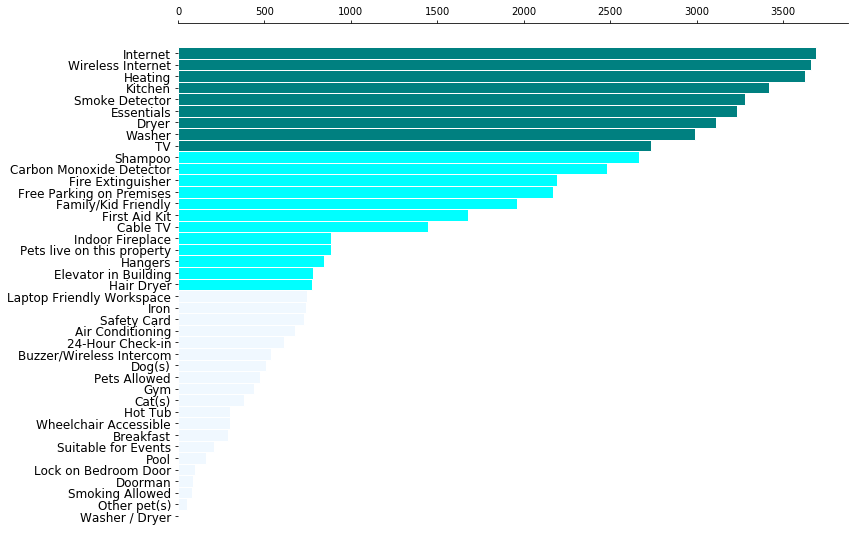 0 500 1000 1500 2000 2500 3000 3500
Internet
Wireless Internet
Heating
Kitchen
Smoke Detector
Essentials
Dryer
Washer
TV
Shampoo
Carbon Monoxide Detector
Fire Extinguisher
Free Parking on Premises
Family/Kid Friendly
First Aid Kit
Cable TV
Indoor Fireplace
Pets live on this property
Hangers
Elevator in Building
Hair Dryer
Laptop Friendly Workspace
Iron
Safety Card
Air Conditioning
24-Hour Check-in
Buzzer/Wireless Intercom
Dog(s)
Pets Allowed
Gym
Cat(s)
Hot Tub
Wheelchair Accessible
Breakfast
Suitable for Events
Pool
Lock on Bedroom Door
Doorman
Smoking Allowed
Other pet(s)
Washer / Dryer